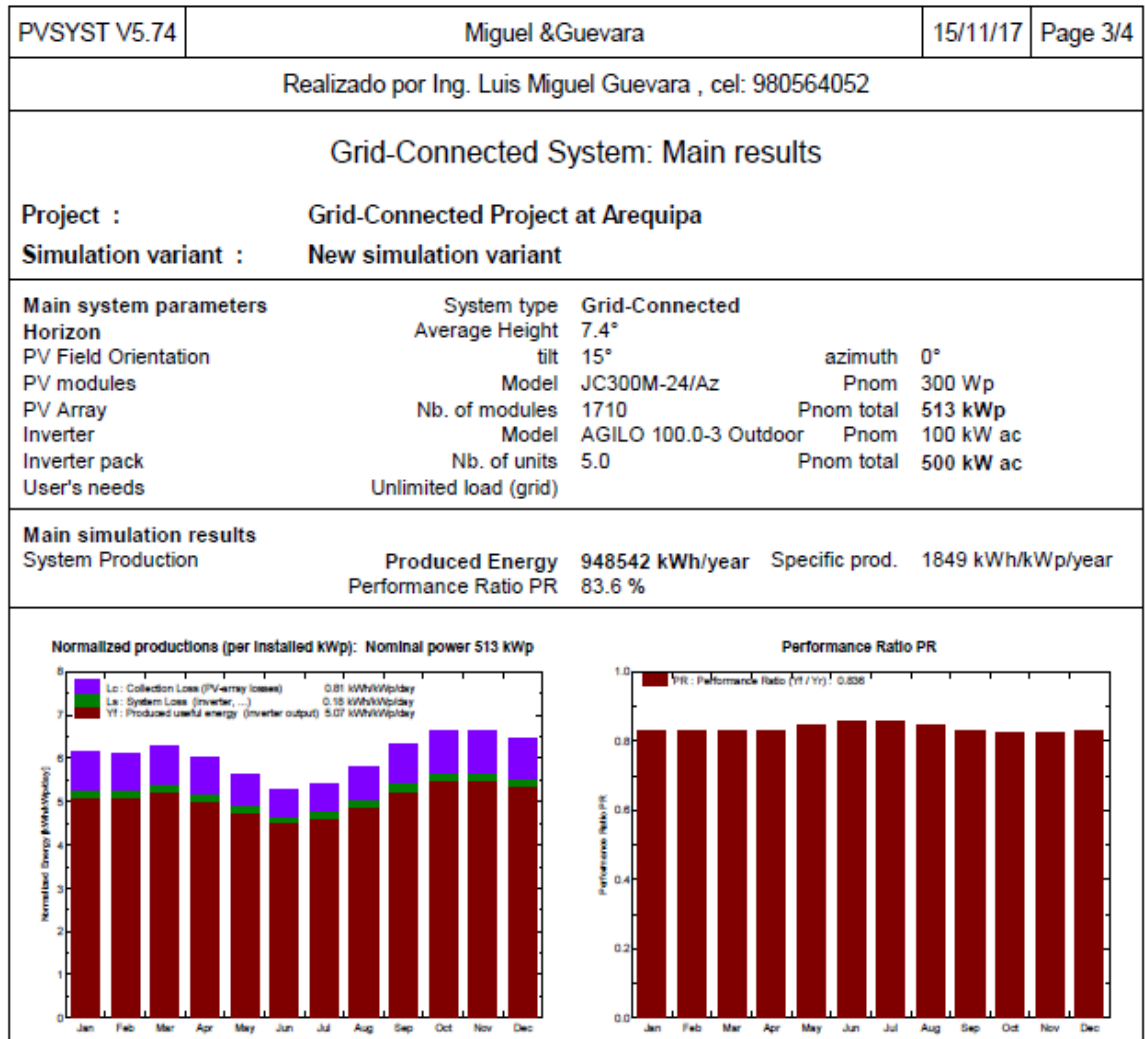 PVSYST V5.74 Miguel &Guevara 15/11/17 Page 3/4
Realizado por Ing. Luis Miguel Guevara , cel: 980564052
Grid-Connected System: Main results
Project : Grid-Connected Project at Arequipa
Simulation variant : New simulation variant
Main system parameters System type Grid-Connected
Horizon Average Height 7.4°
PV Field Orientation tilt 15° azimuth 0°
PV modules Model JC300M-24/Az Pnom 300 Wp
PV Array Nb. of modules 1710 Pnom total 513 kWp
Inverter Model AGILO 100.0-3 Outdoor Pnom 100 kW ac
Inverter pack Nb. of units 5.0 Pnom total 500 kW ac
User's needs Unlimited load (grid)
Main simulation results
System Production Produced Energy 948542 kWh/year Specific prod. 1849 kWh/kWp/year
Performance Ratio PR 83.6 %
Normalized productions (per installed kWp): Nominal power 513 kWp
Lc : Collection Loss (PV-array losses) 0.81 kWh/kWp/day
Ls : System Loss (inverter, ...) 0.18 kWh/kWp/day
Yf : Produced useful energy (inverter output) 5.07 kWh/kWp/day
Normalized Energy [kWh/kWp/day]
8
7
6
5
4
3
2
1
0
Jan Feb Mar Apr May Jun Jul Aug Sep Oct Nov Dec
Performance Ratio PR
PR : Performance Ratio (Yf / Yr) : 0.836
Performance Ratio PR
1.0
0.8
0.6
0.4
0.2
0.0
Jan Feb Mar Apr May Jun Jul Aug Sep Oct Nov Dec